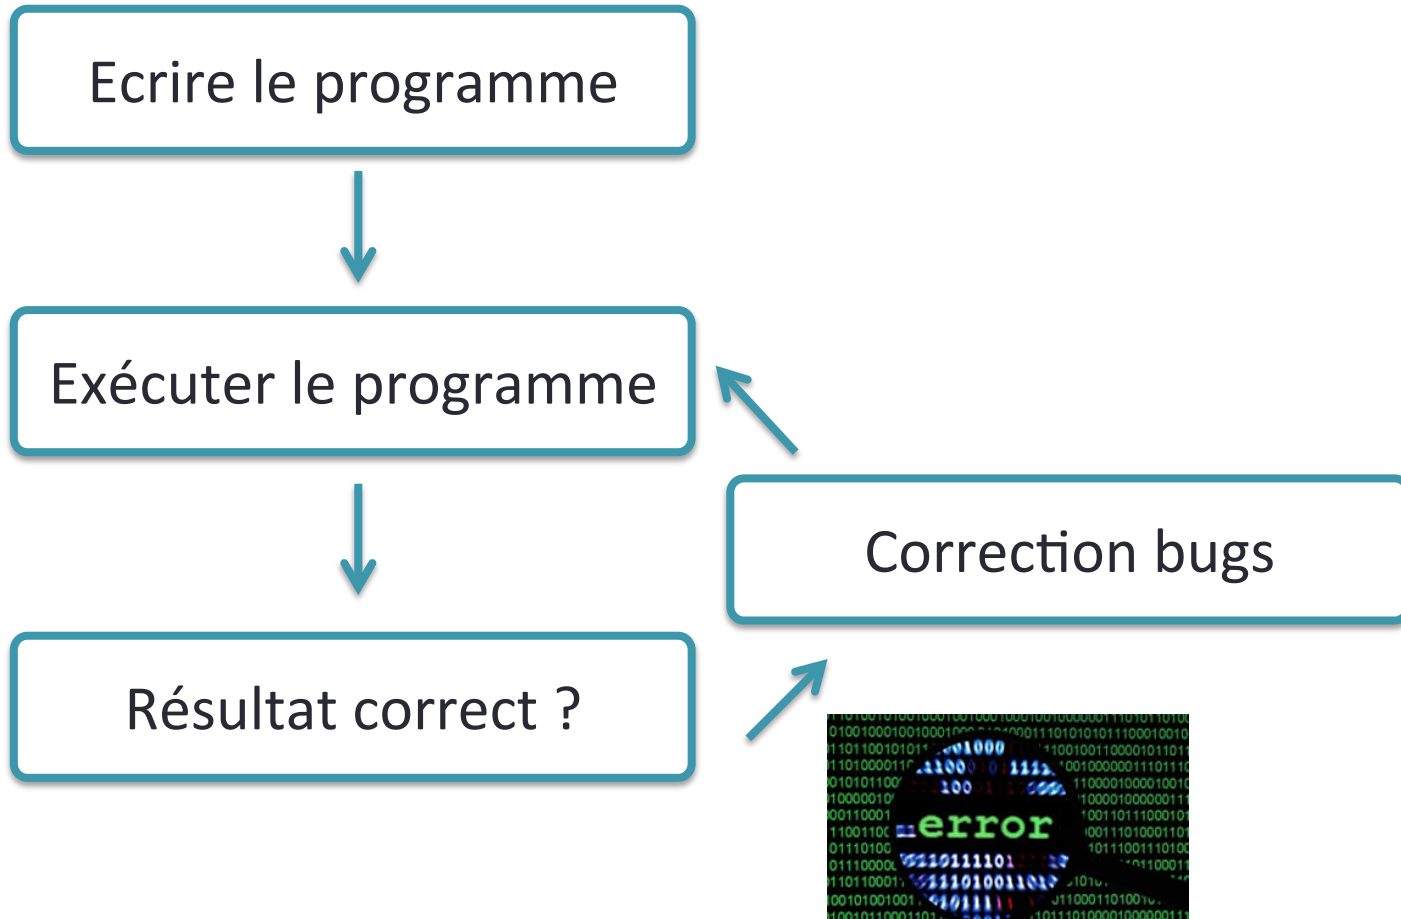 Ecrire le programme
Exécuter le programme
Correction bugs
Résultat correct ?
error